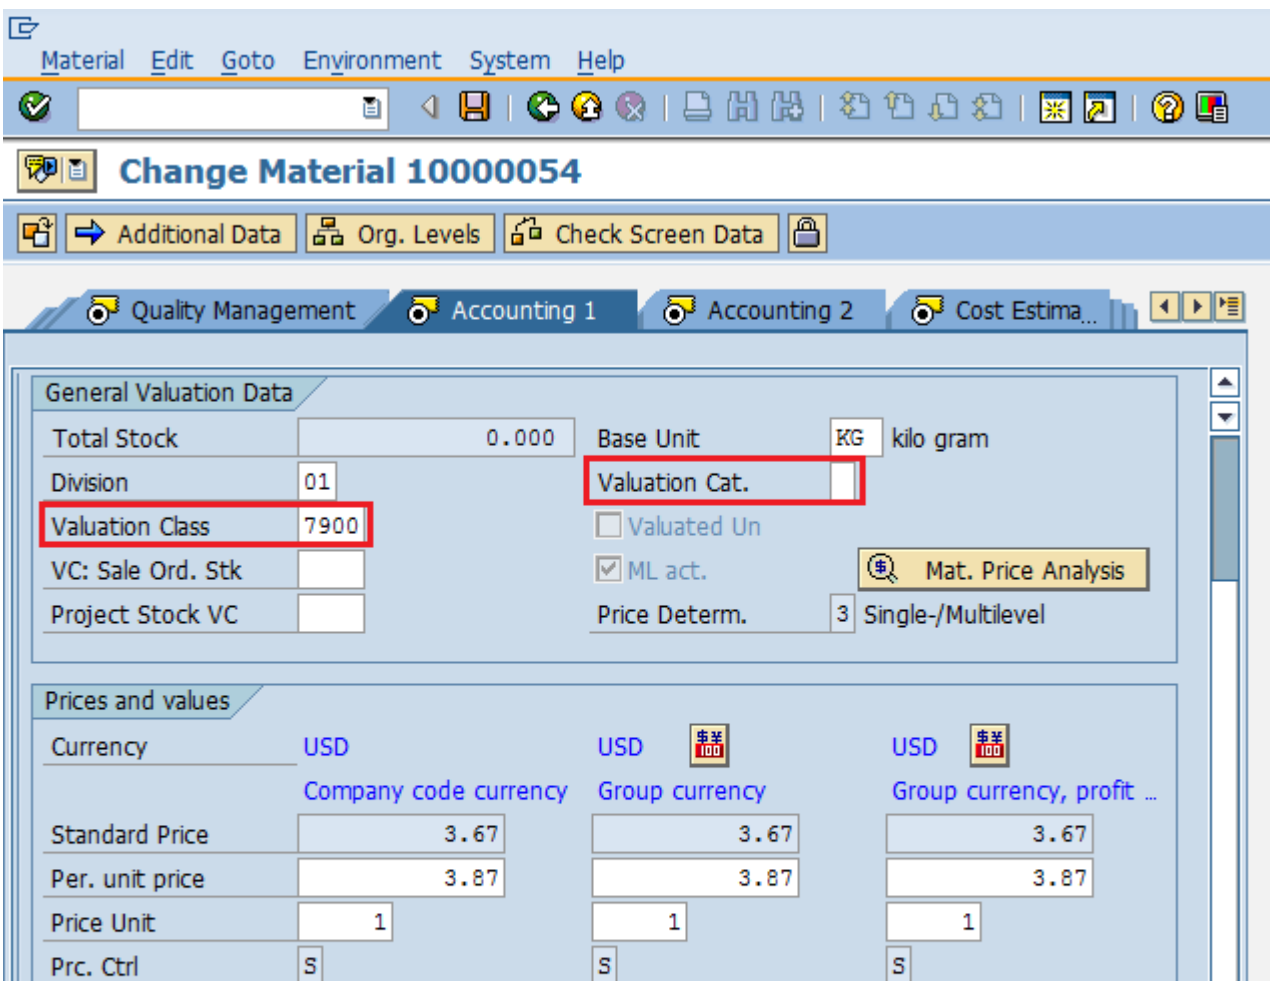 Material Edit Goto Environment System Help
Change Material 10000054
Additional Data Org. Levels Check Screen Data
Quality Management Accounting 1 Accounting 2 Cost Estima...
General Valuation Data
Total Stock 0.000 Base Unit KG kilo gram
Division 01 Valuation Cat.
Valuation Class 7900 Valuated Un
VC: Sale Ord. Stk ML act. Mat. Price Analysis
Project Stock VC Price Determ. 3 Single-/Multilevel
Prices and values
Currency USD USD USD
Company code currency Group currency Group currency, profit ...
Standard Price 3.67 3.67 3.67
Per. unit price 3.87 3.87 3.87
Price Unit 1 1 1
Prc. Ctrl S S S